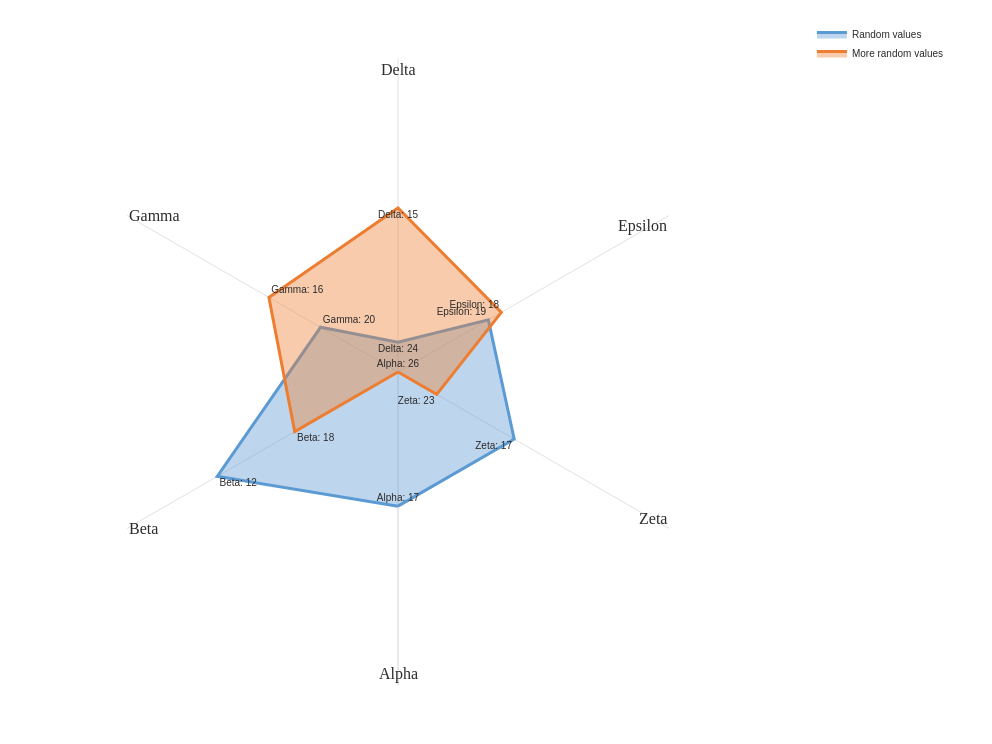 Random values
More random values
Delta
Gamma
Epsilon
Delta: 15
Gamma: 16
Epsilon: 18
Epsilon: 19
Gamma: 20
Delta: 24
Alpha: 26
Zeta: 23
Beta: 18
Zeta: 17
Beta: 12
Alpha: 17
Zeta
Beta
Alpha